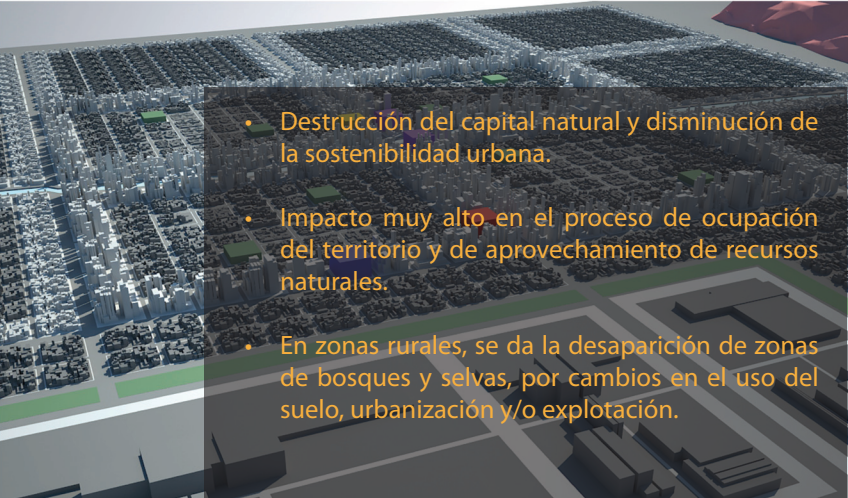 • Destrucción del capital natural y disminución de
la sostenibilidad urbana.
• Impacto muy alto en el proceso de ocupación
del territorio y de aprovechamiento de recursos
naturales.
• En zonas rurales, se da la desaparición de zonas
de bosques y selvas, por cambios en el uso del
suelo, urbanización y/o explotación.